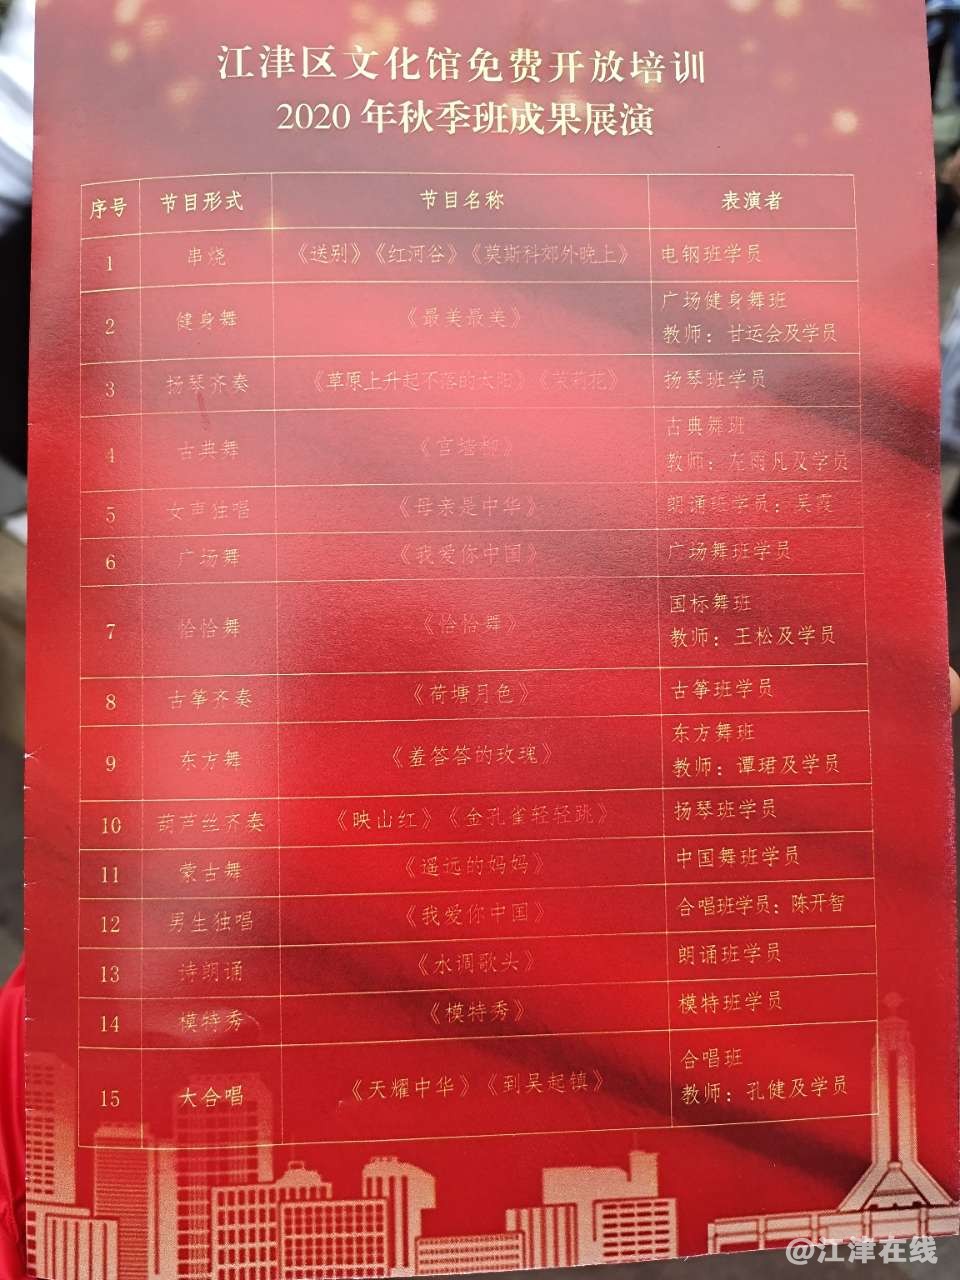 江津区文化馆免费开放培训
2020年秋季班成果展演
序号 节目形式 节目名称 表演者
1 串烧 《送别》《红河谷》《莫斯科郊外晚上》 电钢班学员
2 健身舞 《最美最美》 广场健身舞班
教师：甘运会及学员
3 扬琴齐奏 《草原上升起不落的太阳》《茉莉花》 扬琴班学员
4 古典舞 《宫墙柳》 古典舞班
教师：左雨凡及学员
5 女声独唱 《母亲是中华》 朗诵班学员：吴霞
6 广场舞 《我爱你中国》 广场舞班学员
7 恰恰舞 《恰恰舞》 国标舞班
教师：王松及学员
8 古筝齐奏 《荷塘月色》 古筝班学员
9 东方舞 《羞答答的玫瑰》 东方舞班
教师：谭珺及学员
10 葫芦丝齐奏 《映山红》《金孔雀轻轻跳》 扬琴班学员
11 蒙古舞 《遥远的妈妈》 中国舞班学员
12 男生独唱 《我爱你中国》 合唱班学员：陈开智
13 诗朗诵 《水调歌头》 朗诵班学员
14 模特秀 《模特秀》 模特班学员
15 大合唱 《天耀中华》《到吴起镇》 合唱班
教师：孔健及学员
@江津在线